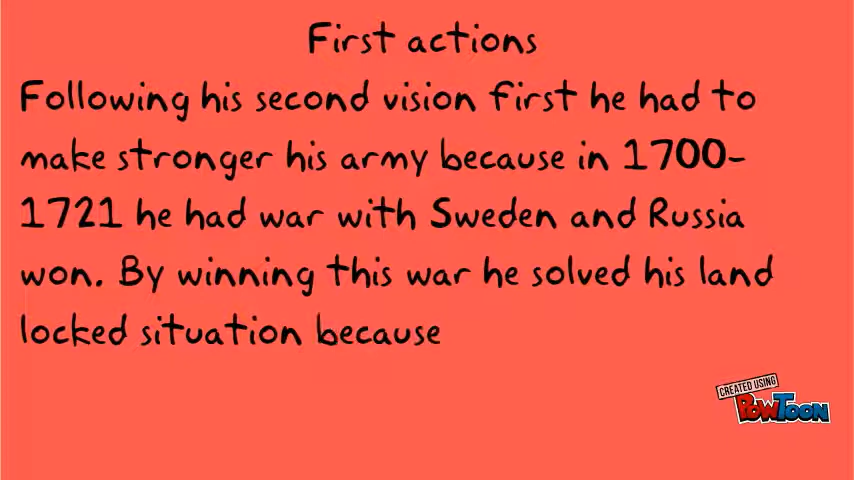 First actions
Following his second vision first he had to
make stronger his army because in 1700-
1721 he had war with Sweden and Russia
won. By winning this war he solved his land
locked situation because
CREATED USING
POWTOON